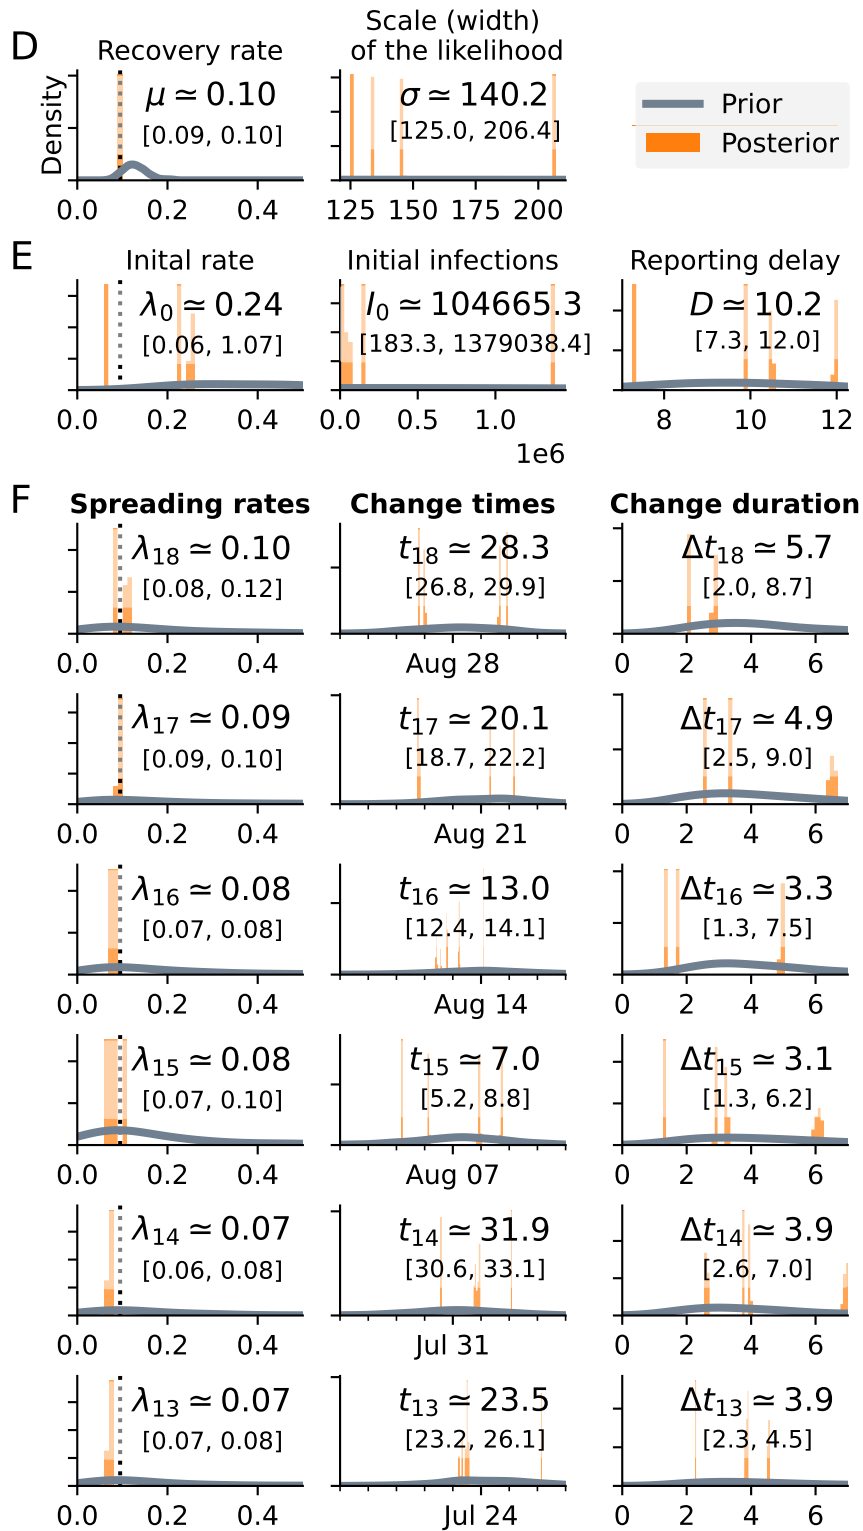 D
Recovery rate
Density
μ ≃ 0.10
[0.09, 0.10]
0.0 0.2 0.4
Scale (width)
of the likelihood
σ ≃ 140.2
[125.0, 206.4]
125 150 175 200
Prior
Posterior
E
Inital rate
λ0 ≃ 0.24
[0.06, 1.07]
0.0 0.2 0.4
Initial infections
I0 ≃ 104665.3
[183.3, 1379038.4]
0.0 0.5 1.0
1e6
Reporting delay
D ≃ 10.2
[7.3, 12.0]
8 10 12
F
Spreading rates
Change times
Change duration
λ18 ≃ 0.10
[0.08, 0.12]
0.0 0.2 0.4
t18 ≃ 28.3
[26.8, 29.9]
Aug 28
Δt18 ≃ 5.7
[2.0, 8.7]
0 2 4 6
λ17 ≃ 0.09
[0.09, 0.10]
0.0 0.2 0.4
t17 ≃ 20.1
[18.7, 22.2]
Aug 21
Δt17 ≃ 4.9
[2.5, 9.0]
0 2 4 6
λ16 ≃ 0.08
[0.07, 0.08]
0.0 0.2 0.4
t16 ≃ 13.0
[12.4, 14.1]
Aug 14
Δt16 ≃ 3.3
[1.3, 7.5]
0 2 4 6
λ15 ≃ 0.08
[0.07, 0.10]
0.0 0.2 0.4
t15 ≃ 7.0
[5.2, 8.8]
Aug 07
Δt15 ≃ 3.1
[1.3, 6.2]
0 2 4 6
λ14 ≃ 0.07
[0.06, 0.08]
0.0 0.2 0.4
t14 ≃ 31.9
[30.6, 33.1]
Jul 31
Δt14 ≃ 3.9
[2.6, 7.0]
0 2 4 6
λ13 ≃ 0.07
[0.07, 0.08]
0.0 0.2 0.4
t13 ≃ 23.5
[23.2, 26.1]
Jul 24
Δt13 ≃ 3.9
[2.3, 4.5]
0 2 4 6